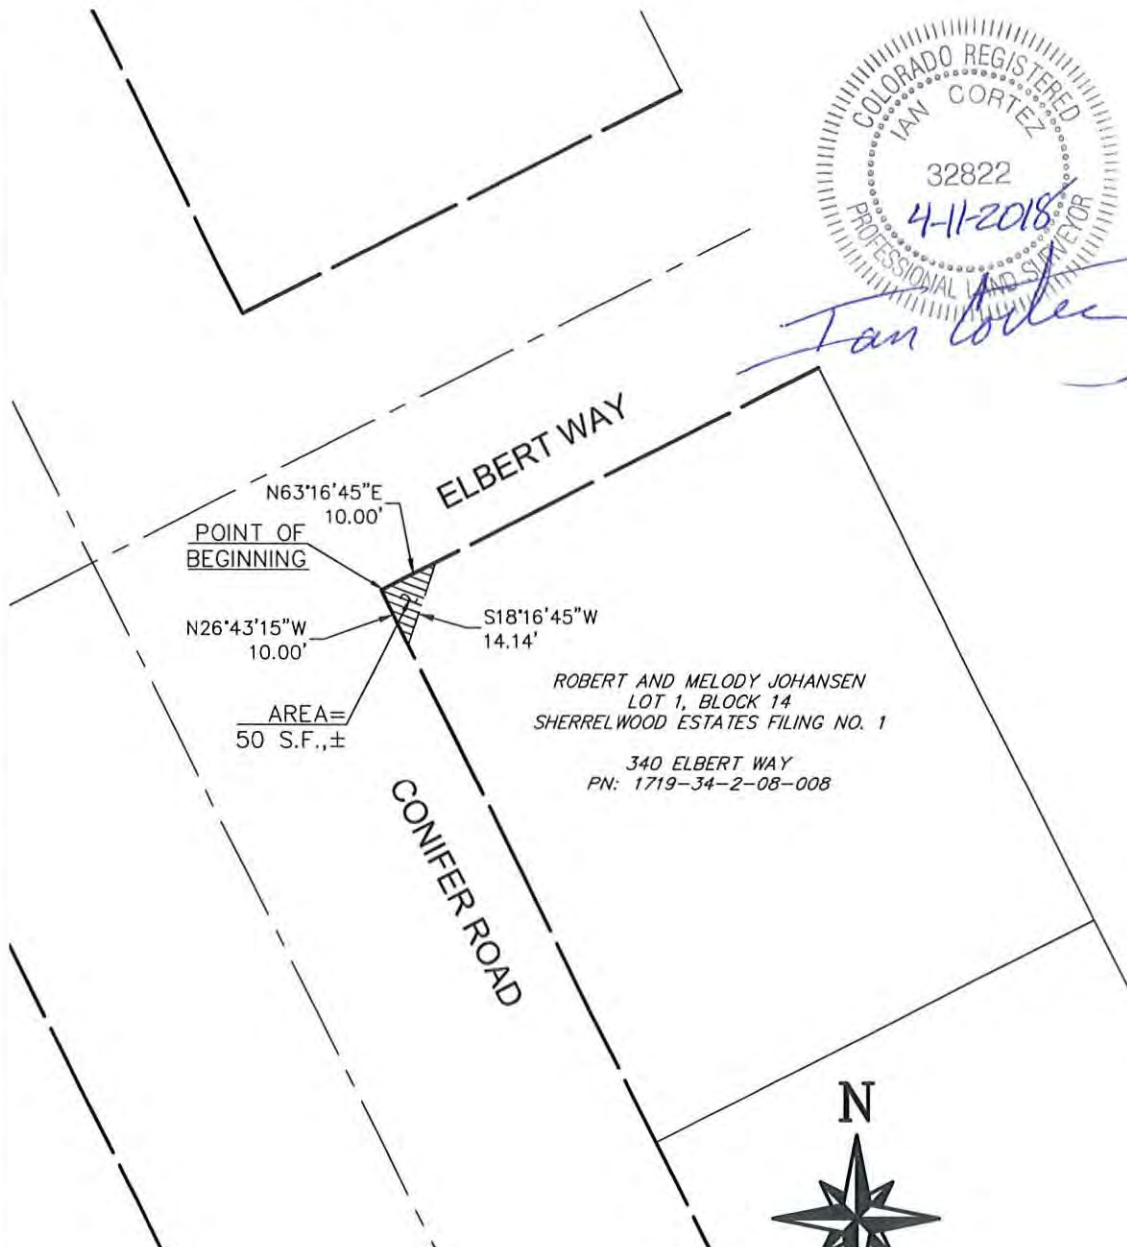 COLORADO REGISTERED
IAN CORTEZ
32822
4-11-2018
PROFESSIONAL LAND SURVEYOR
Ian Cortez
ELBERT WAY
N63°16'45"E
10.00'
POINT OF
BEGINNING
N26°43'15"W
10.00'
S18°16'45"W
14.14'
AREA=
50 S.F.,±
ROBERT AND MELODY JOHANSEN
LOT 1, BLOCK 14
SHERRELWOOD ESTATES FILING NO. 1
340 ELBERT WAY
PN: 1719-34-2-08-008
CONIFER ROAD
N